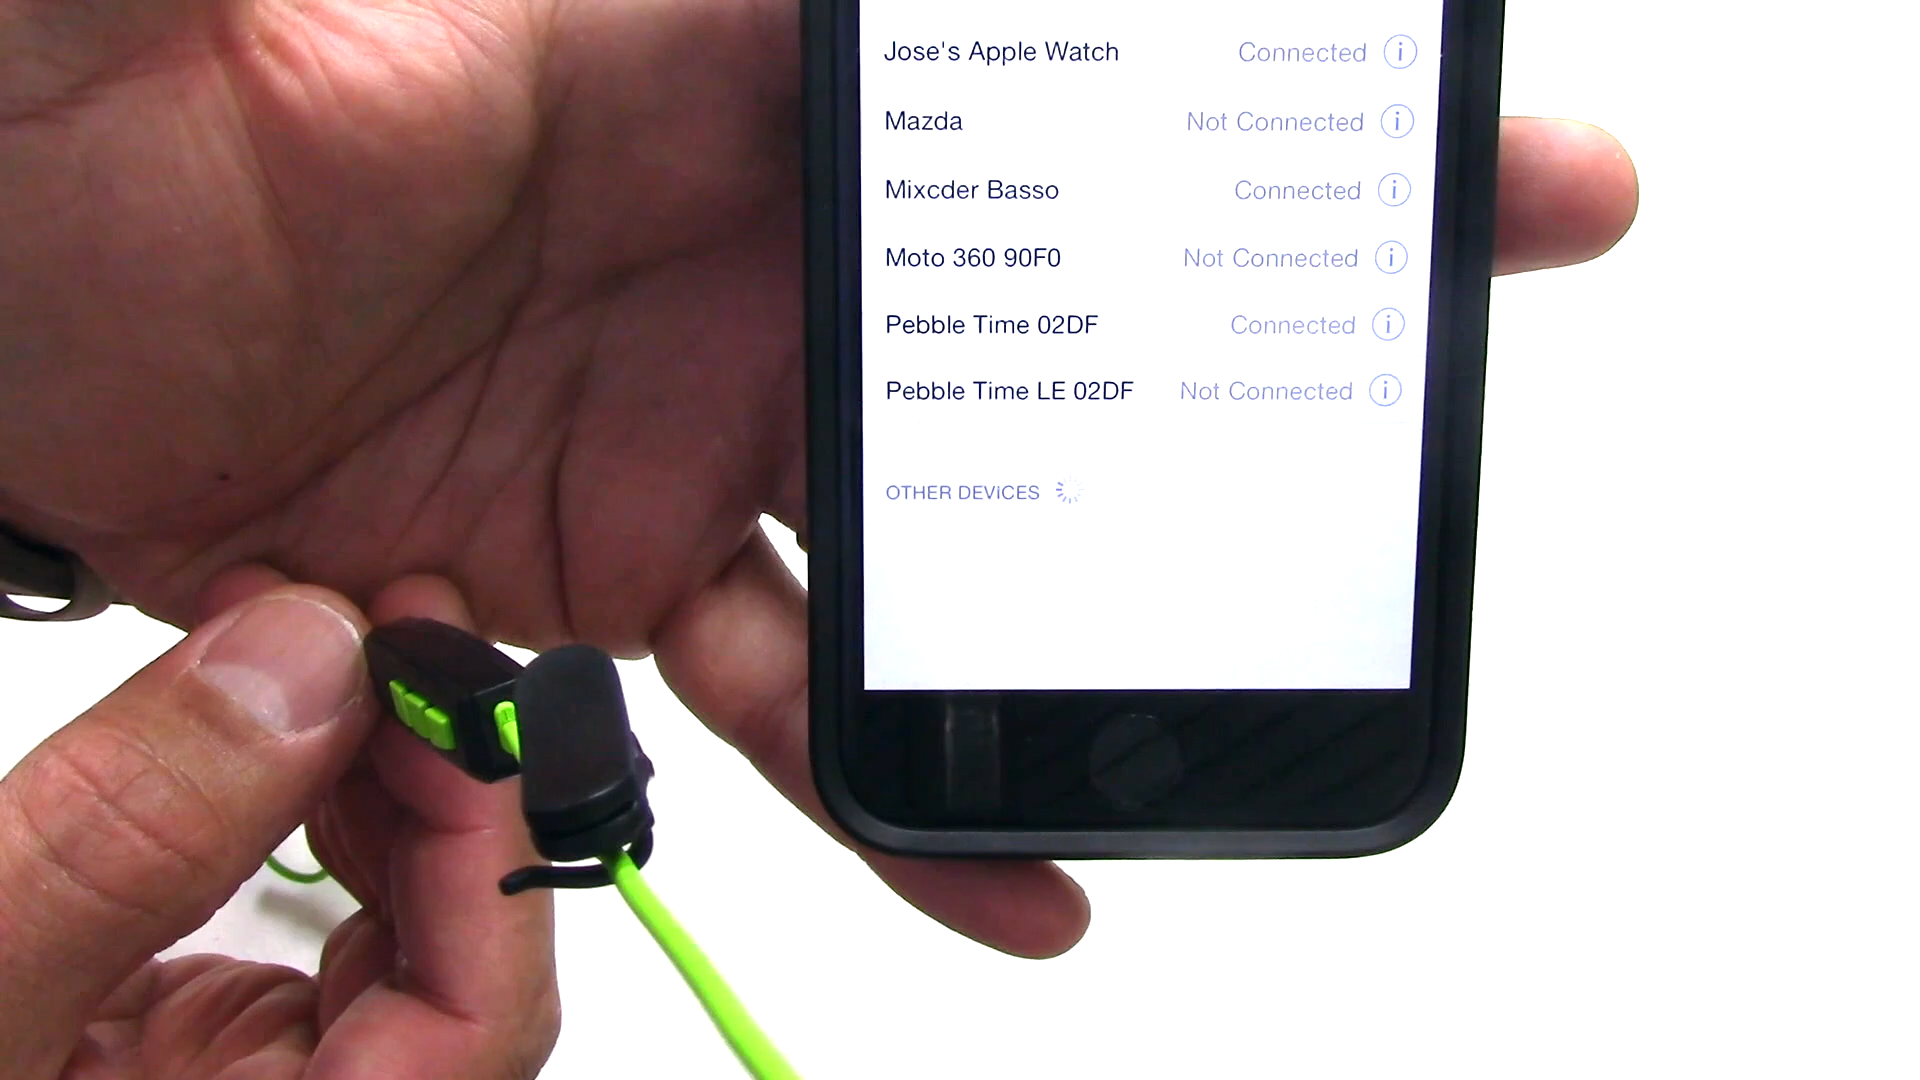 Jose's Apple Watch Connected
Mazda Not Connected
Mixcder Basso Connected
Moto 360 90F0 Not Connected
Pebble Time 02DF Connected
Pebble Time LE 02DF Not Connected
OTHER DEVICES